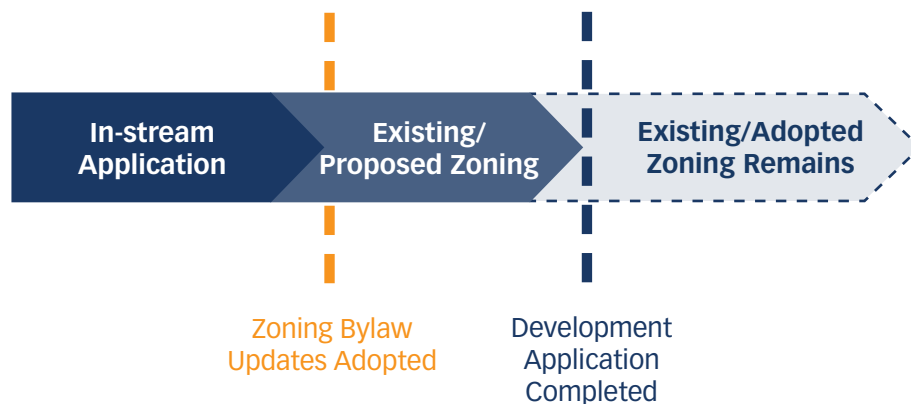 In-stream
Application
Existing/
Proposed Zoning
Existing/Adopted
Zoning Remains
Zoning Bylaw
Updates Adopted
Development
Application
Completed